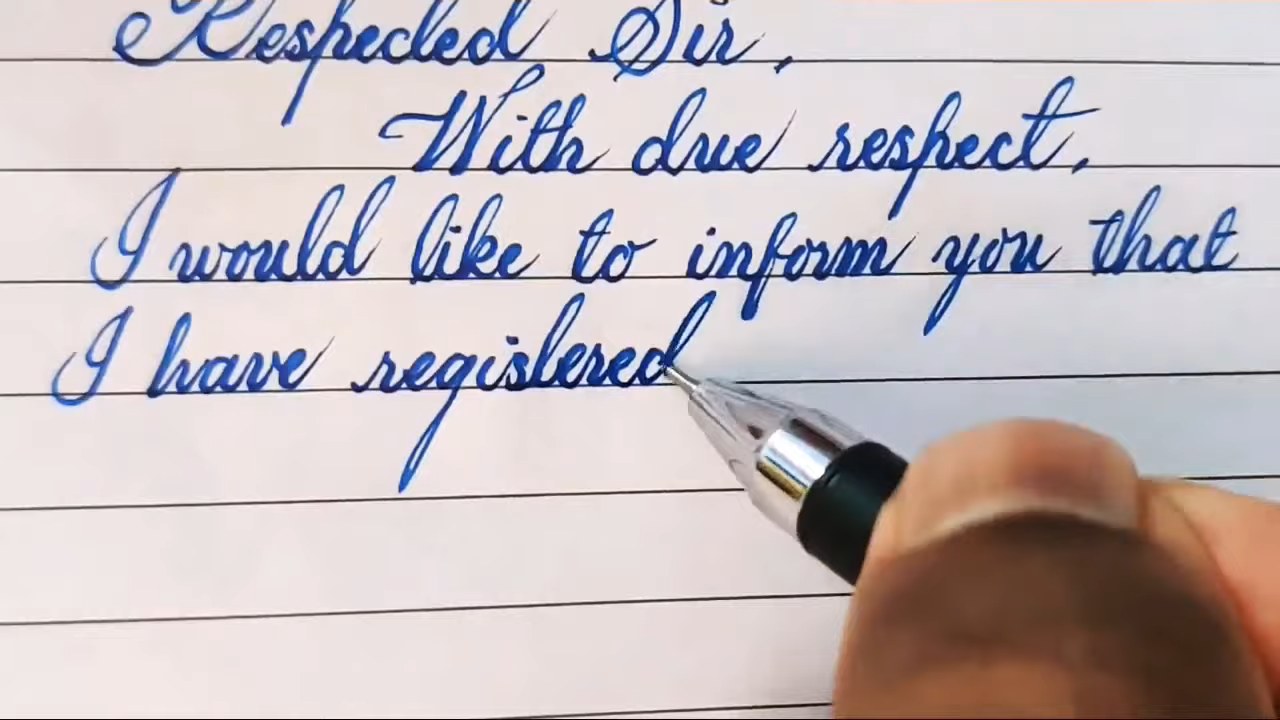 Respected Sir,
With due respect,
I would like to inform you that
I have registered